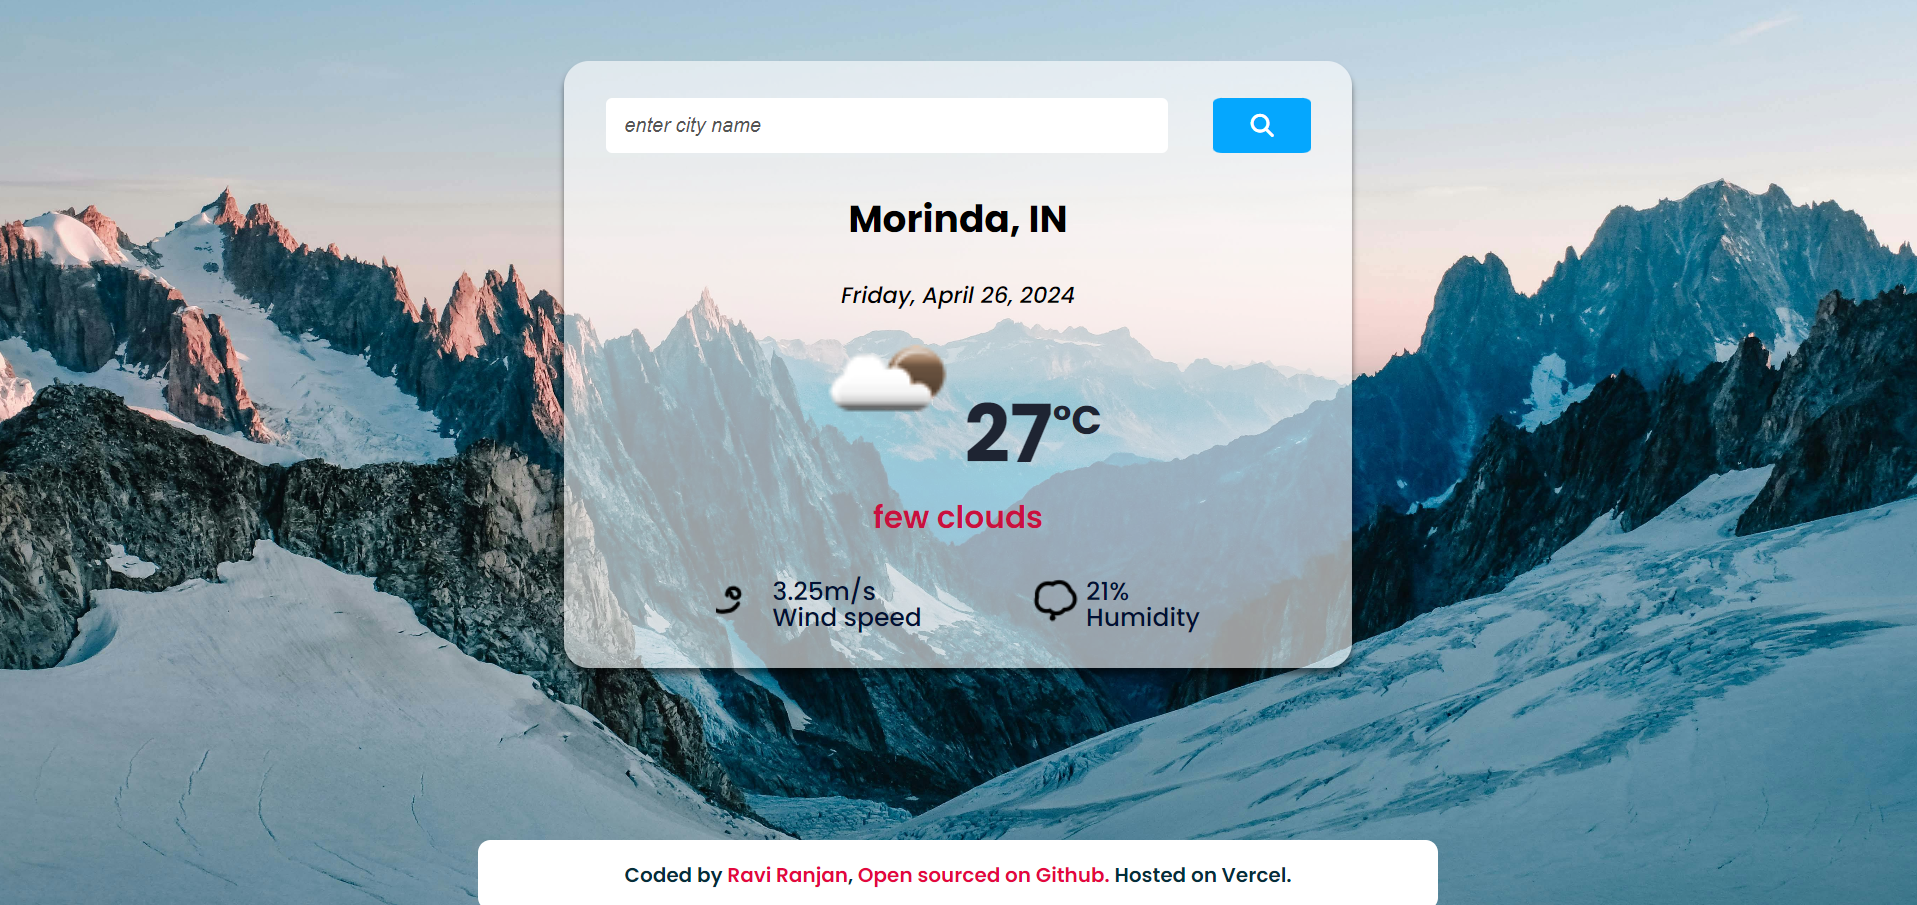 enter city name
Morinda, IN
Friday, April 26, 2024
27°C
few clouds
3.25m/s
Wind speed
21%
Humidity
Coded by Ravi Ranjan, Open sourced on Github. Hosted on Vercel.